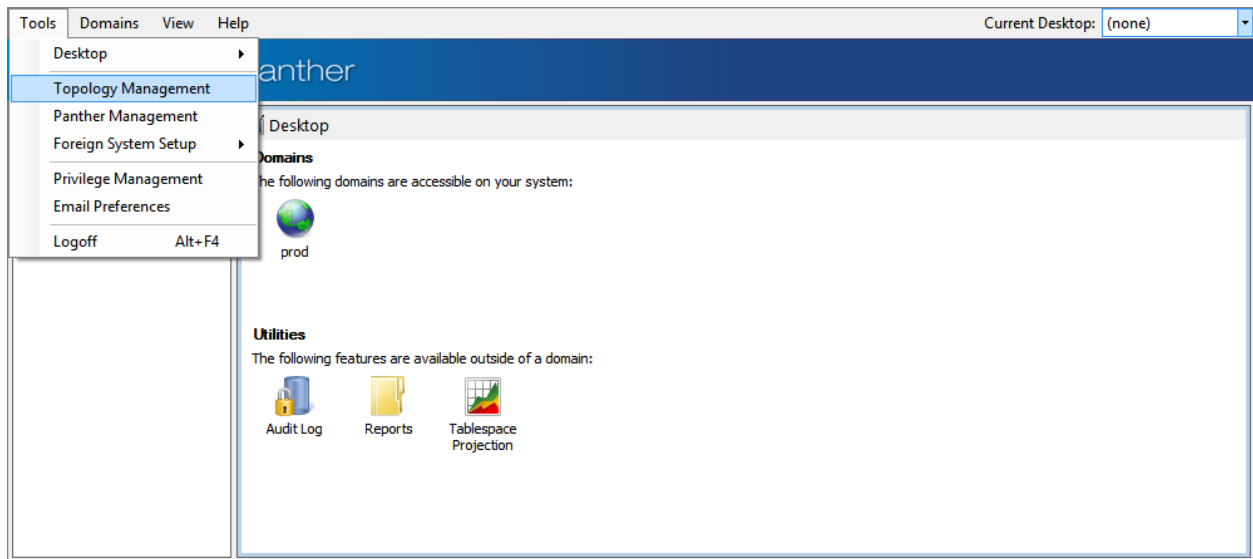 Tools Domains View Help Current Desktop: (none)
Desktop
Topology Management
Panther Management
Foreign System Setup
Privilege Management
Email Preferences
Logoff Alt+F4
anther
Desktop
Domains
he following domains are accessible on your system:
prod
Utilities
The following features are available outside of a domain:
Audit Log Reports Tablespace
Projection